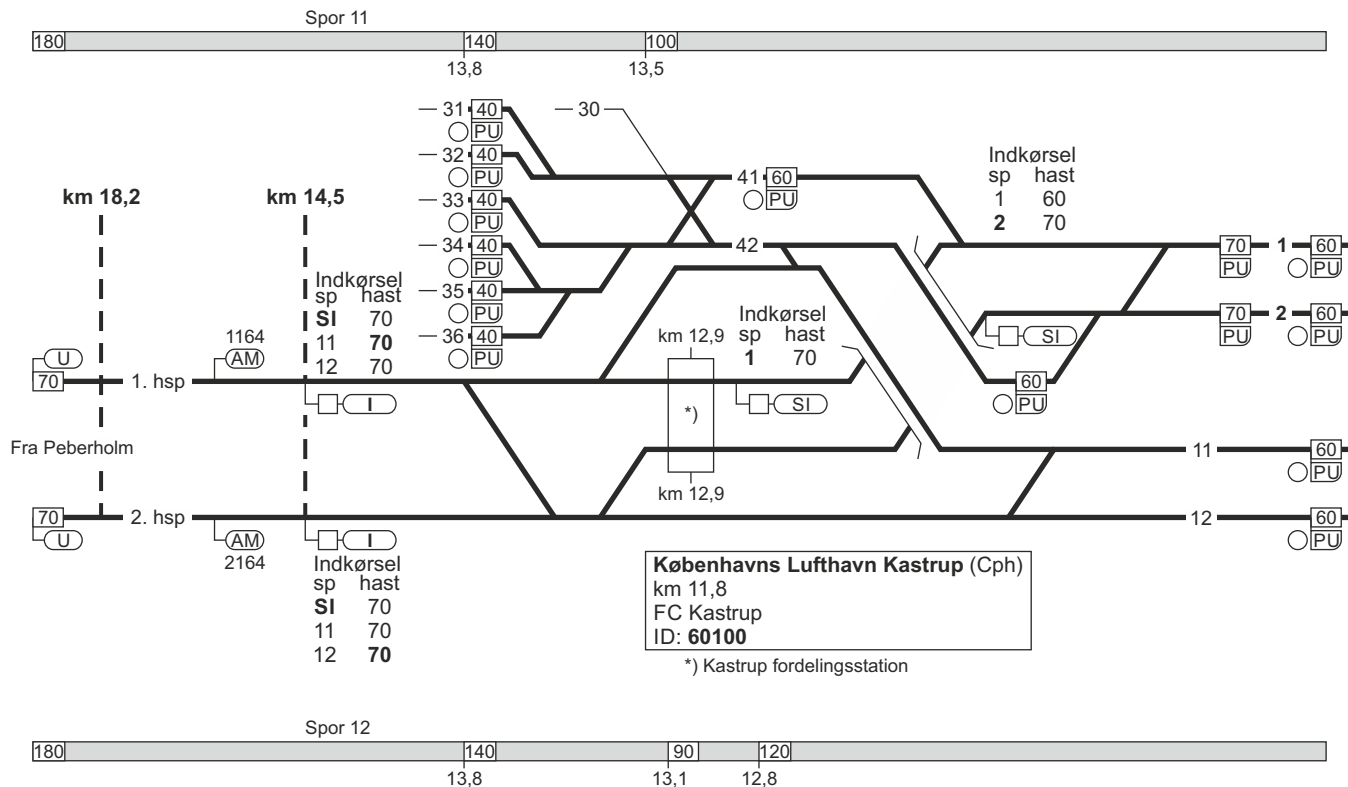 Spor 11
180 140 100
13,8 13,5
31 40 30
PU
32 40
PU
41 60
PU
Indkørsel
sp hast
1 60
2 70
km 18,2 km 14,5
33 40
PU
34 40
PU
42
70 1 60
PU PU
Indkørsel
sp hast
SI 70
11 70
12 70
35 40
PU
36 40
PU
Indkørsel
sp hast
1 70
km 12,9
70 2 60
PU PU
SI
1164
AM
U
70 1. hsp
I
*)
SI
60
PU
Fra Peberholm
km 12,9
11 60
PU
70 2. hsp
U
AM
2164
I
12 60
PU
Indkørsel
sp hast
SI 70
11 70
12 70
Københavns Lufthavn Kastrup (Cph)
km 11,8
FC Kastrup
ID: 60100
*) Kastrup fordelingsstation
Spor 12
180 140 90 120
13,8 13,1 12,8